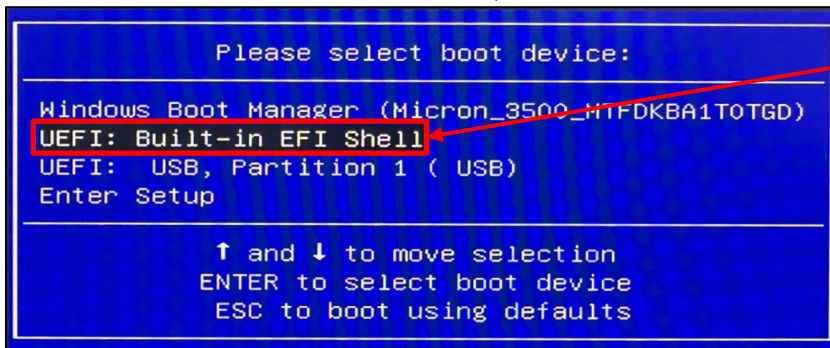 Please select boot device:
Windows Boot Manager (Micron_3500_MTFDKBA1T0TGD)
UEFI: Built-in EFI Shell
UEFI:  USB, Partition 1 ( USB)
Enter Setup
↑ and ↓ to move selection
ENTER to select boot device
ESC to boot using defaults